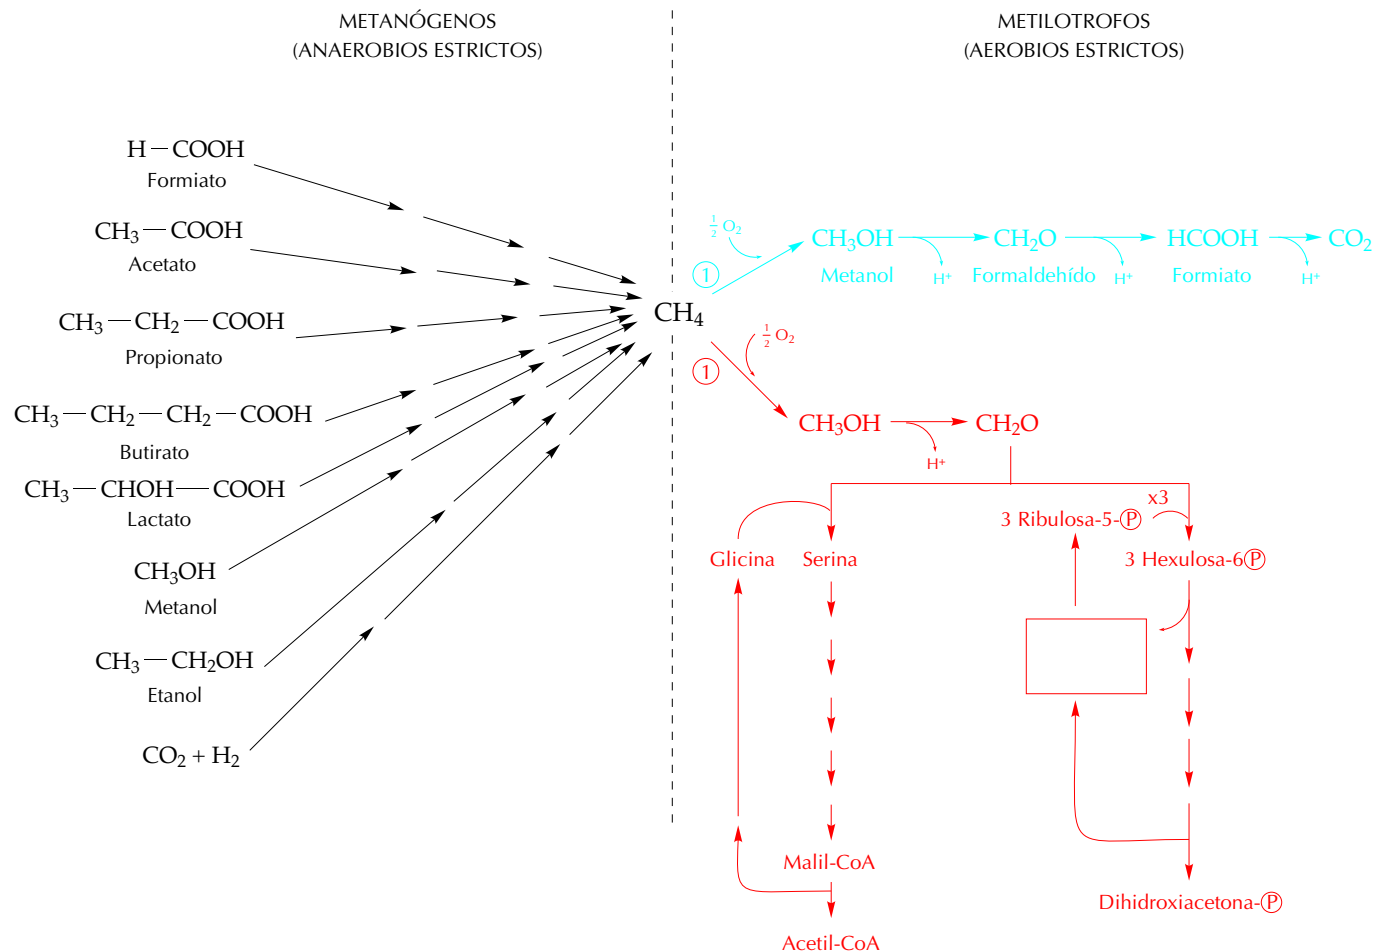 METANÓGENOS
(ANAEROBIOS ESTRICTOS)
METILOTROFOS
(AEROBIOS ESTRICTOS)
H—COOH
Formiato
CH₃—COOH
Acetato
CH₃—CH₂—COOH
Propionato
CH₃—CH₂—CH₂—COOH
Butirato
CH₃—CHOH—COOH
Lactato
CH₃OH
Metanol
CH₃—CH₂OH
Etanol
CO₂ + H₂
CH₄
½ O₂
1
CH₃OH
Metanol
H⁺
CH₂O
Formaldehído
H⁺
HCOOH
Formiato
H⁺
CO₂
½ O₂
1
CH₃OH
H⁺
CH₂O
Glicina
Serina
Malil-CoA
Acetil-CoA
x3
3 Ribulosa-5-Ⓟ
3 Hexulosa-6Ⓟ
Dihidroxiacetona-Ⓟ